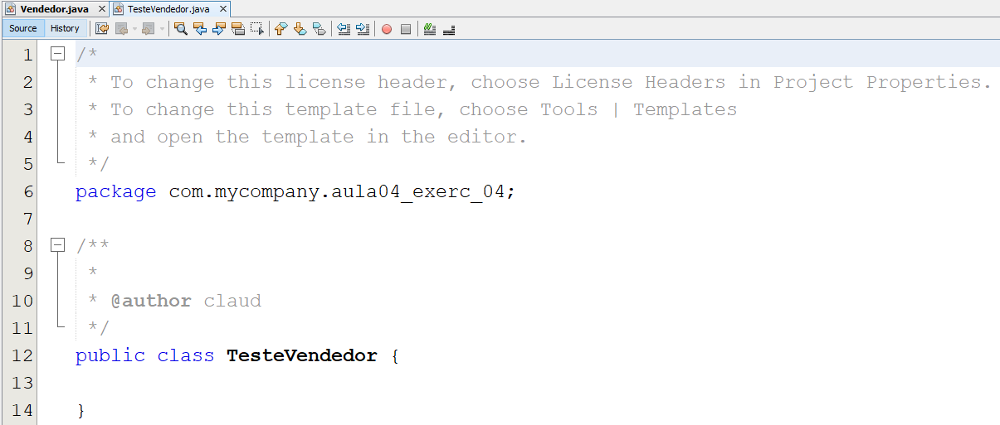 Vendedor.java TesteVendedor.java
Source History
1 /*
2 * To change this license header, choose License Headers in Project Properties.
3 * To change this template file, choose Tools | Templates
4 * and open the template in the editor.
5 */
6 package com.mycompany.aula04_exerc_04;
7
8 /**
9 *
10 * @author claud
11 */
12 public class TesteVendedor {
13
14 }